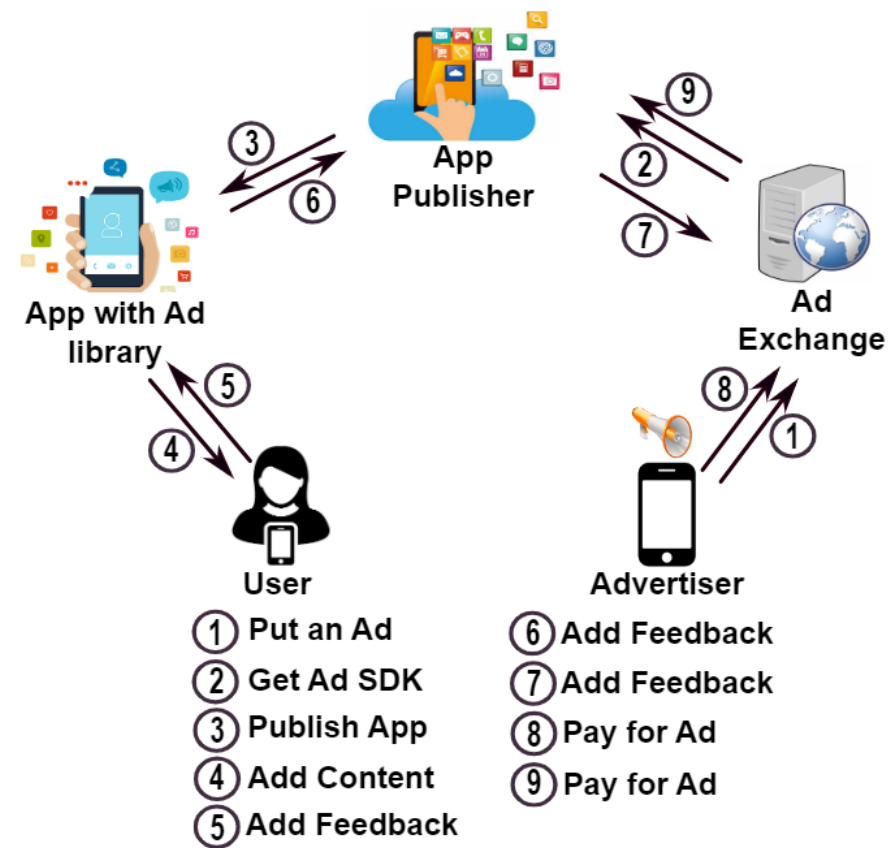 App
Publisher
9
3
2
6
7
App with Ad
library
Ad
Exchange
5
8
4
1
User
Advertiser
1 Put an Ad
2 Get Ad SDK
3 Publish App
4 Add Content
5 Add Feedback
6 Add Feedback
7 Add Feedback
8 Pay for Ad
9 Pay for Ad